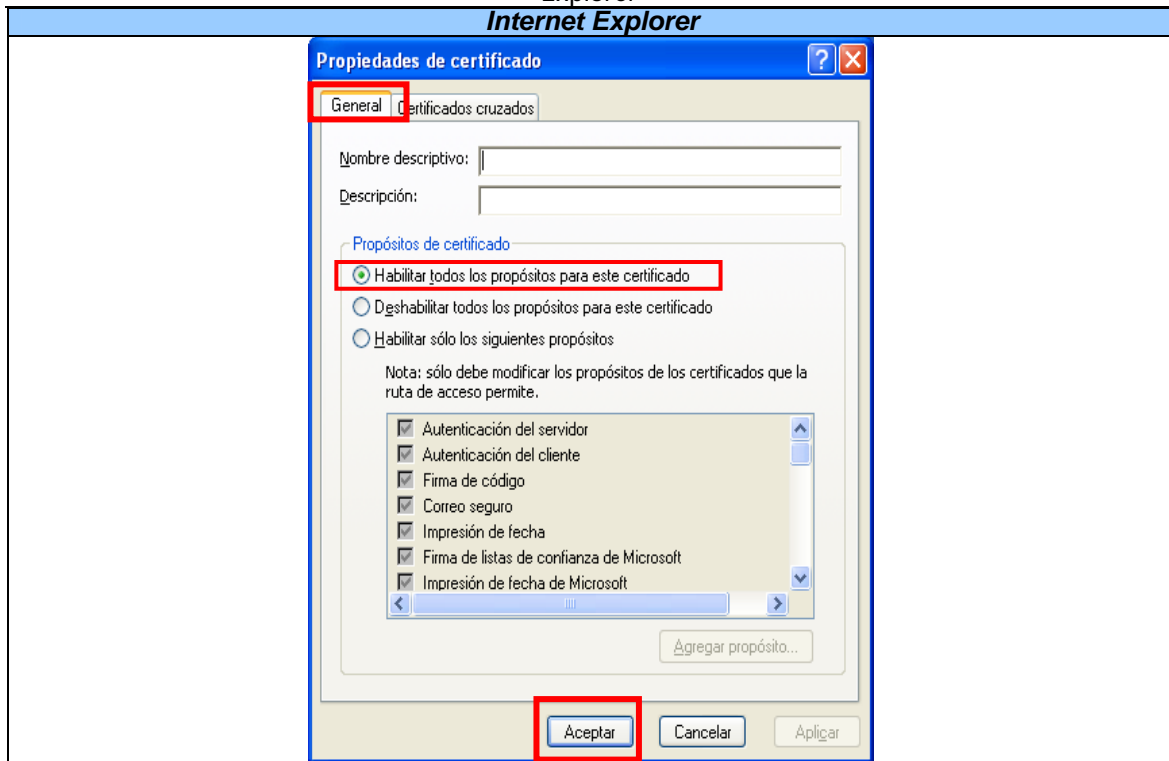 Explorer
Internet Explorer
Propiedades de certificado
General
Certificados cruzados
Nombre descriptivo:
Descripción:
Propósitos de certificado
Habilitar todos los propósitos para este certificado
Deshabilitar todos los propósitos para este certificado
Habilitar sólo los siguientes propósitos
Nota: sólo debe modificar los propósitos de los certificados que la
ruta de acceso permite.
Autenticación del servidor
Autenticación del cliente
Firma de código
Correo seguro
Impresión de fecha
Firma de listas de confianza de Microsoft
Impresión de fecha de Microsoft
Agregar propósito...
Aceptar
Cancelar
Aplicar